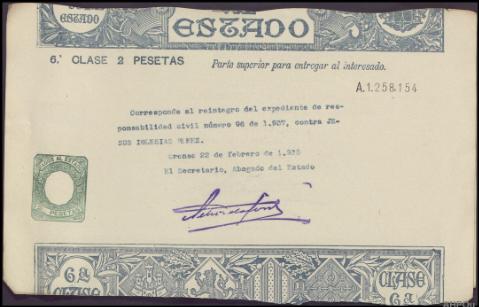 ESTADO
6.ª CLASE 2 PESETAS
Parte superior para entregar al interesado.
A.1.258.154
Corresponde al reintegro del expediente de res-
ponsabilidad civil número 96 de 1.937, contra JE-
SUS IGLESIAS PEREZ.
Orense 22 de febrero de 1.938
El Secretario, Abogado del Estado
PESETAS
6.a CLASE
6.a CLASE